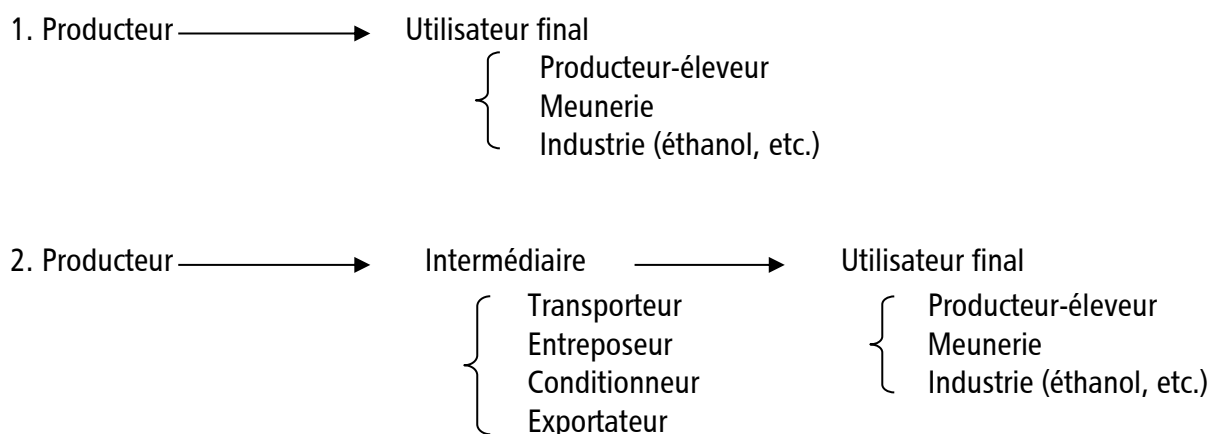 1. Producteur Utilisateur final
Producteur-éleveur
Meunerie
Industrie (éthanol, etc.)
2. Producteur Intermédiaire Utilisateur final
Transporteur Producteur-éleveur
Entreposeur Meunerie
Conditionneur Industrie (éthanol, etc.)
Exportateur